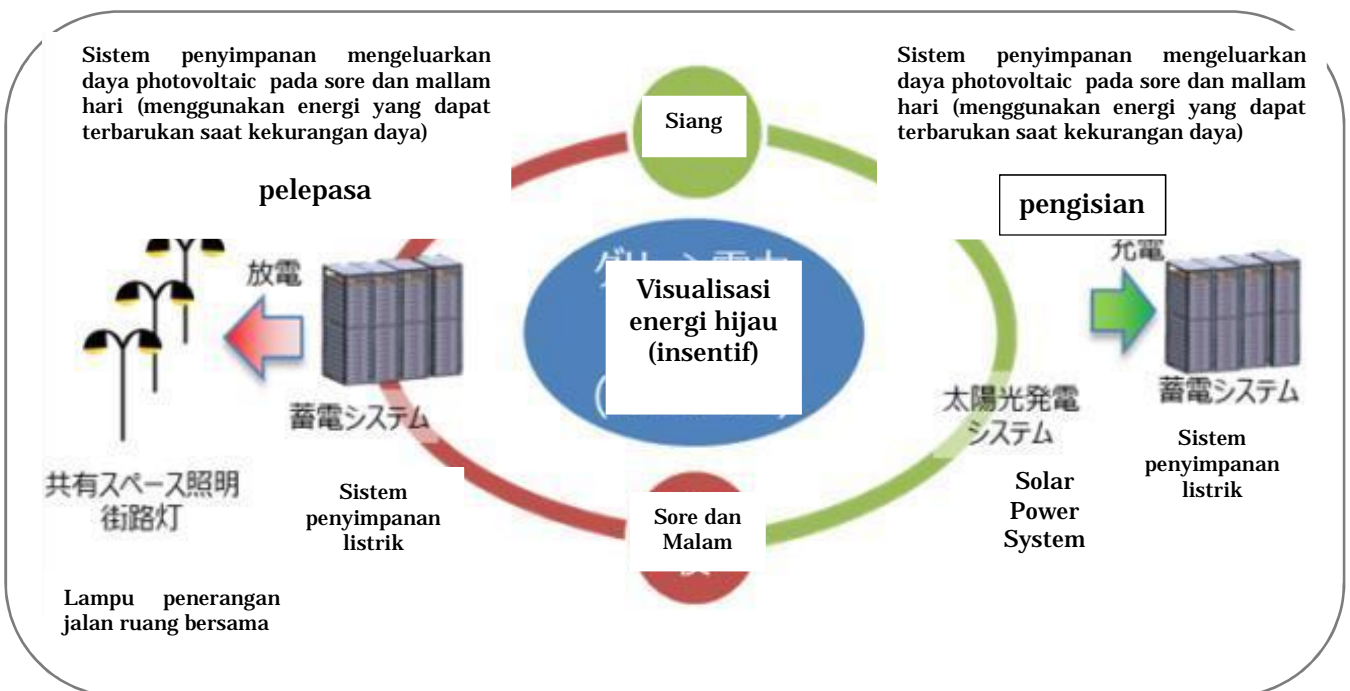 Sistem penyimpanan mengeluarkan
daya photovoltaic pada sore dan mallam
hari (menggunakan energi yang dapat
terbarukan saat kekurangan daya)
Sistem penyimpanan mengeluarkan
daya photovoltaic pada sore dan mallam
hari (menggunakan energi yang dapat
terbarukan saat kekurangan daya)
Siang
pelepasa
pengisian
放電
充電
Visualisasi
energi hijau
(insentif)
蓄電システム
太陽光発電
システム
蓄電システム
共有スペース照明
街路灯
Sistem
penyimpanan
listrik
Sore dan
Malam
Solar
Power
System
Sistem
penyimpanan
listrik
Lampu penerangan
jalan ruang bersama